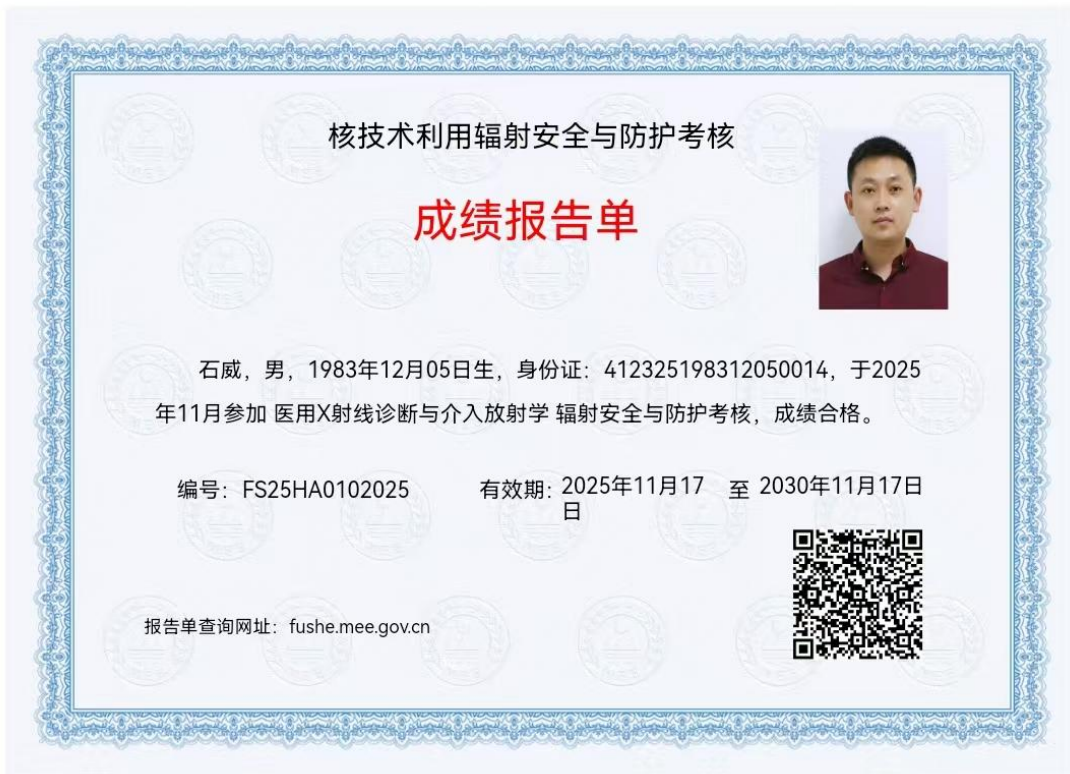 核技术利用辐射安全与防护考核
成绩报告单
石威，男，1983年12月05日生，身份证：412325198312050014，于2025
年11月参加 医用X射线诊断与介入放射学 辐射安全与防护考核，成绩合格。
编号：FS25HA0102025 有效期：2025年11月17日 至 2030年11月17日
报告单查询网址：fushe.mee.gov.cn